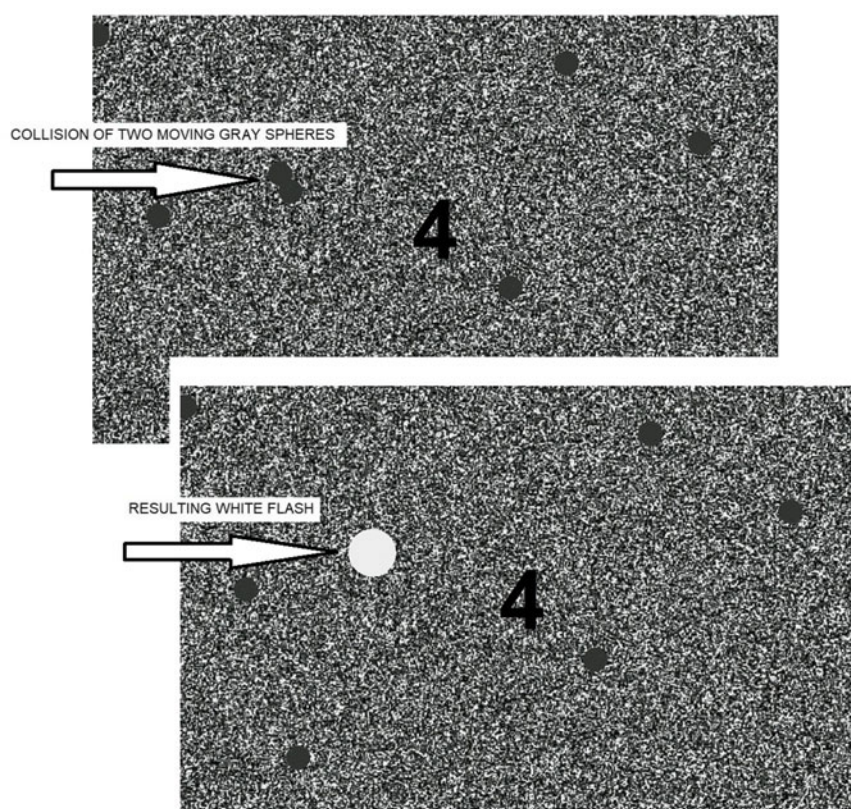 COLLISION OF TWO MOVING GRAY SPHERES
4
RESULTING WHITE FLASH
4